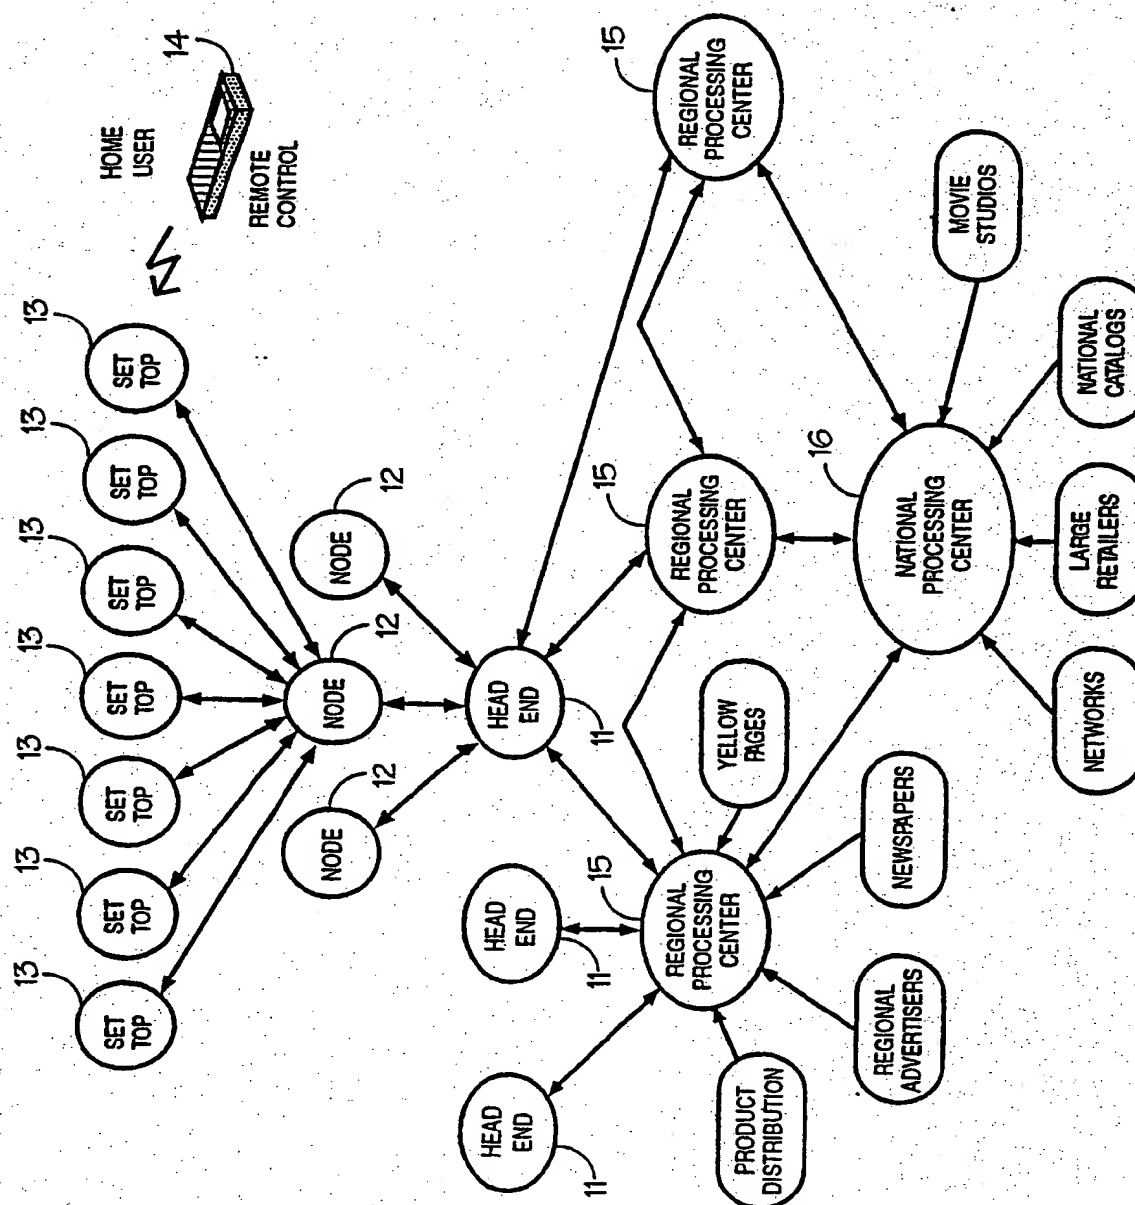 HOME
USER
14
REMOTE
CONTROL
13
SET
TOP
13
SET
TOP
13
SET
TOP
13
SET
TOP
13
SET
TOP
13
SET
TOP
13
SET
TOP
12
NODE
12
NODE
12
NODE
HEAD
END
11
HEAD
END
11
HEAD
END
11
15
REGIONAL
PROCESSING
CENTER
15
REGIONAL
PROCESSING
CENTER
15
REGIONAL
PROCESSING
CENTER
YELLOW
PAGES
NEWSPAPERS
REGIONAL
ADVERTISERS
PRODUCT
DISTRIBUTION
16
NATIONAL
PROCESSING
CENTER
NETWORKS
LARGE
RETAILERS
NATIONAL
CATALOGS
MOVIE
STUDIOS